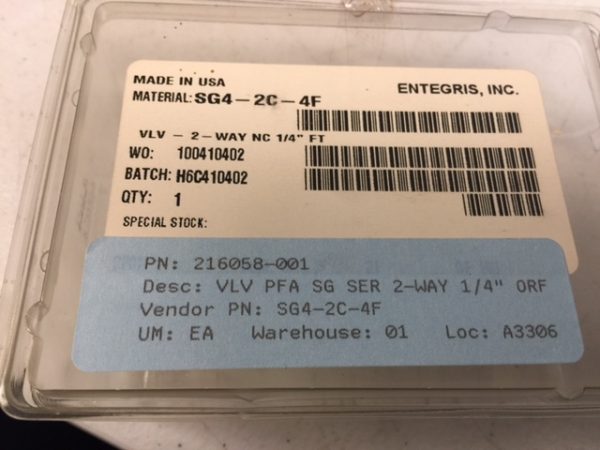 MADE IN USA
ENTEGRIS, INC.
MATERIAL: SG4-2C-4F
VLV - 2-WAY NC 1/4" FT
WO: 100410402
BATCH: H6C410402
QTY: 1
SPECIAL STOCK:
PN: 216058-001
Desc: VLV PFA SG SER 2-WAY 1/4" ORF
Vendor PN: SG4-2C-4F
UM: EA Warehouse: 01 Loc: A3306